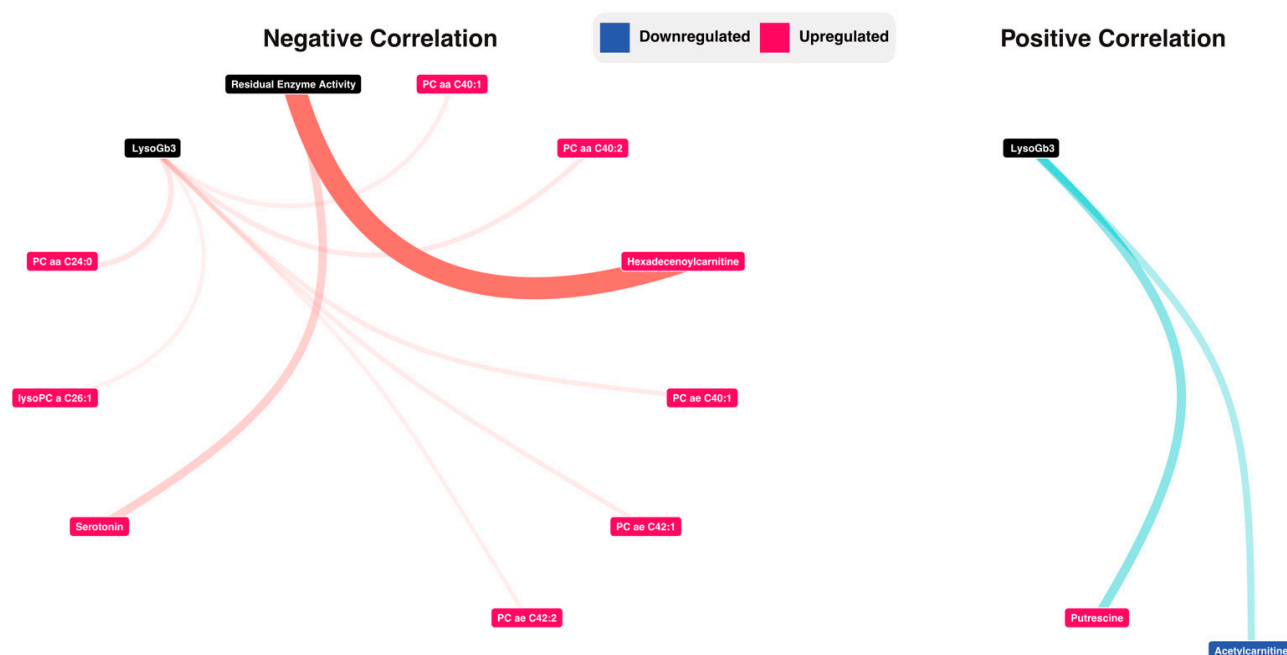 Negative Correlation
Downregulated
Upregulated
Positive Correlation
Residual Enzyme Activity
PC aa C40:1
LysoGb3
PC aa C40:2
LysoGb3
PC aa C24:0
Hexadecenoylcarnitine
lysoPC a C26:1
PC ae C40:1
Serotonin
PC ae C42:1
PC ae C42:2
Putrescine
Acetylcarnitine